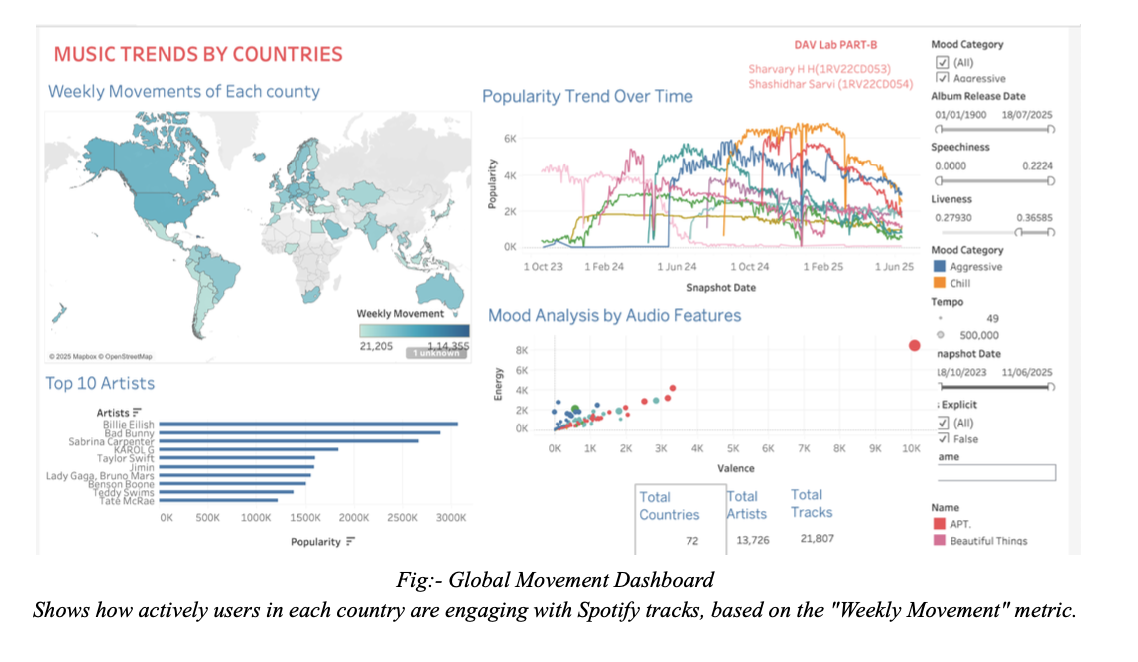 MUSIC TRENDS BY COUNTRIES
DAV Lab PART-B
Sharvary H H(1RV22CD053)
Shashidhar Sarvi (1RV22CD054)
Weekly Movements of Each county
© 2025 Mapbox © OpenStreetMap
Weekly Movement
21,205
1,14,355
1 unknown
Popularity Trend Over Time
Popularity
6K
4K
2K
0K
1 Oct 23
1 Feb 24
1 Jun 24
1 Oct 24
1 Feb 25
1 Jun 25
Snapshot Date
Top 10 Artists
Artists
Billie Eilish
Bad Bunny
Sabrina Carpenter
KAROL G
Taylor Swift
Jimin
Lady Gaga, Bruno Mars
Benson Boone
Teddy Swims
Tate McRae
0K
500K
1000K
1500K
2000K
2500K
3000K
Popularity
Mood Analysis by Audio Features
Energy
8K
6K
4K
2K
0K
0K
1K
2K
3K
4K
5K
6K
7K
8K
9K
10K
Valence
Total
Countries
72
Total
Artists
13,726
Total
Tracks
21,807
Mood Category
(All)
Aggressive
Album Release Date
01/01/1900
18/07/2025
Speechiness
0.0000
0.2224
Liveness
0.27930
0.36585
Mood Category
Aggressive
Chill
Tempo
49
500,000
napshot Date
18/10/2023
11/06/2025
: Explicit
(All)
False
ame
Name
APT.
Beautiful Things
Fig:- Global Movement Dashboard
Shows how actively users in each country are engaging with Spotify tracks, based on the "Weekly Movement" metric.